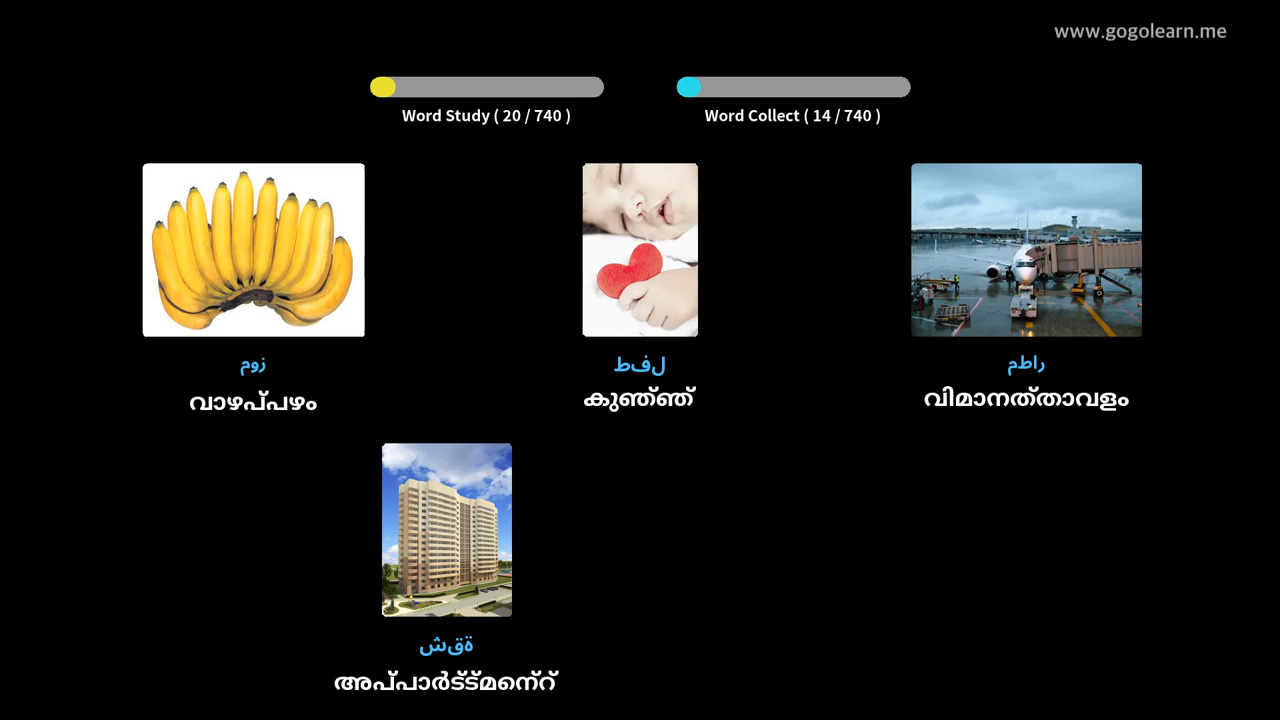 www.gogolearn.me
Word Study ( 20 / 740 )
Word Collect ( 14 / 740 )
موز
വാഴപ്പഴം
طفل
കുഞ്ഞ്
مطار
വിമാനത്താവളം
شقة
അപ്പാർട്ട്മെന്റ്